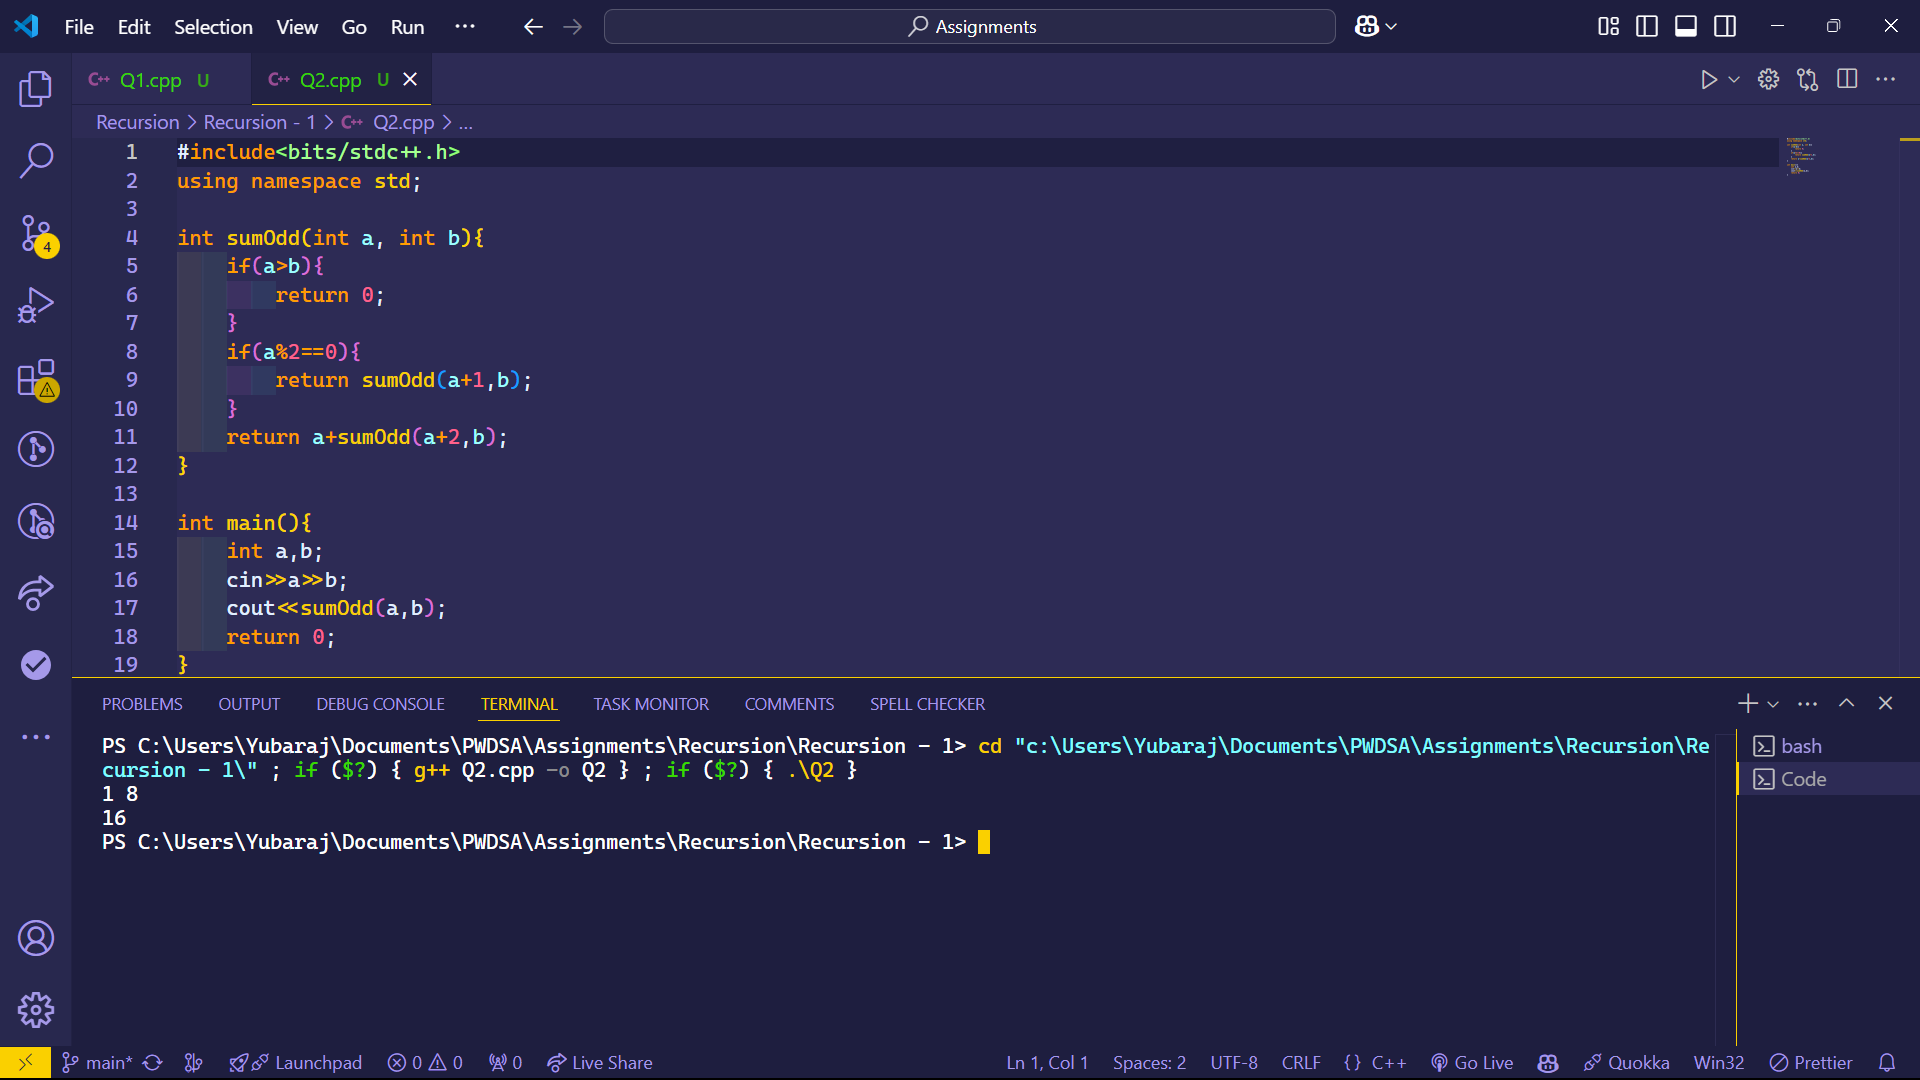 File Edit Selection View Go Run ··· Assignments
Q1.cpp U Q2.cpp U
Recursion > Recursion - 1 > Q2.cpp > ...
1 #include<bits/stdc++.h>
2 using namespace std;
3
4 int sumOdd(int a, int b){
5 if(a>b){
6 return 0;
7 }
8 if(a%2==0){
9 return sumOdd(a+1,b);
10 }
11 return a+sumOdd(a+2,b);
12 }
13
14 int main(){
15 int a,b;
16 cin>>a>>b;
17 cout<<sumOdd(a,b);
18 return 0;
19 }
4
PROBLEMS OUTPUT DEBUG CONSOLE TERMINAL TASK MONITOR COMMENTS SPELL CHECKER
PS C:\Users\Yubaraj\Documents\PWDSA\Assignments\Recursion\Recursion - 1> cd "c:\Users\Yubaraj\Documents\PWDSA\Assignments\Recursion\Re
cursion - 1\" ; if ($?) { g++ Q2.cpp -o Q2 } ; if ($?) { .\Q2 }
1 8
16
PS C:\Users\Yubaraj\Documents\PWDSA\Assignments\Recursion\Recursion - 1>
bash
Code
main* Launchpad 0 0 0 Live Share Ln 1, Col 1 Spaces: 2 UTF-8 CRLF {} C++ Go Live Quokka Win32 Prettier